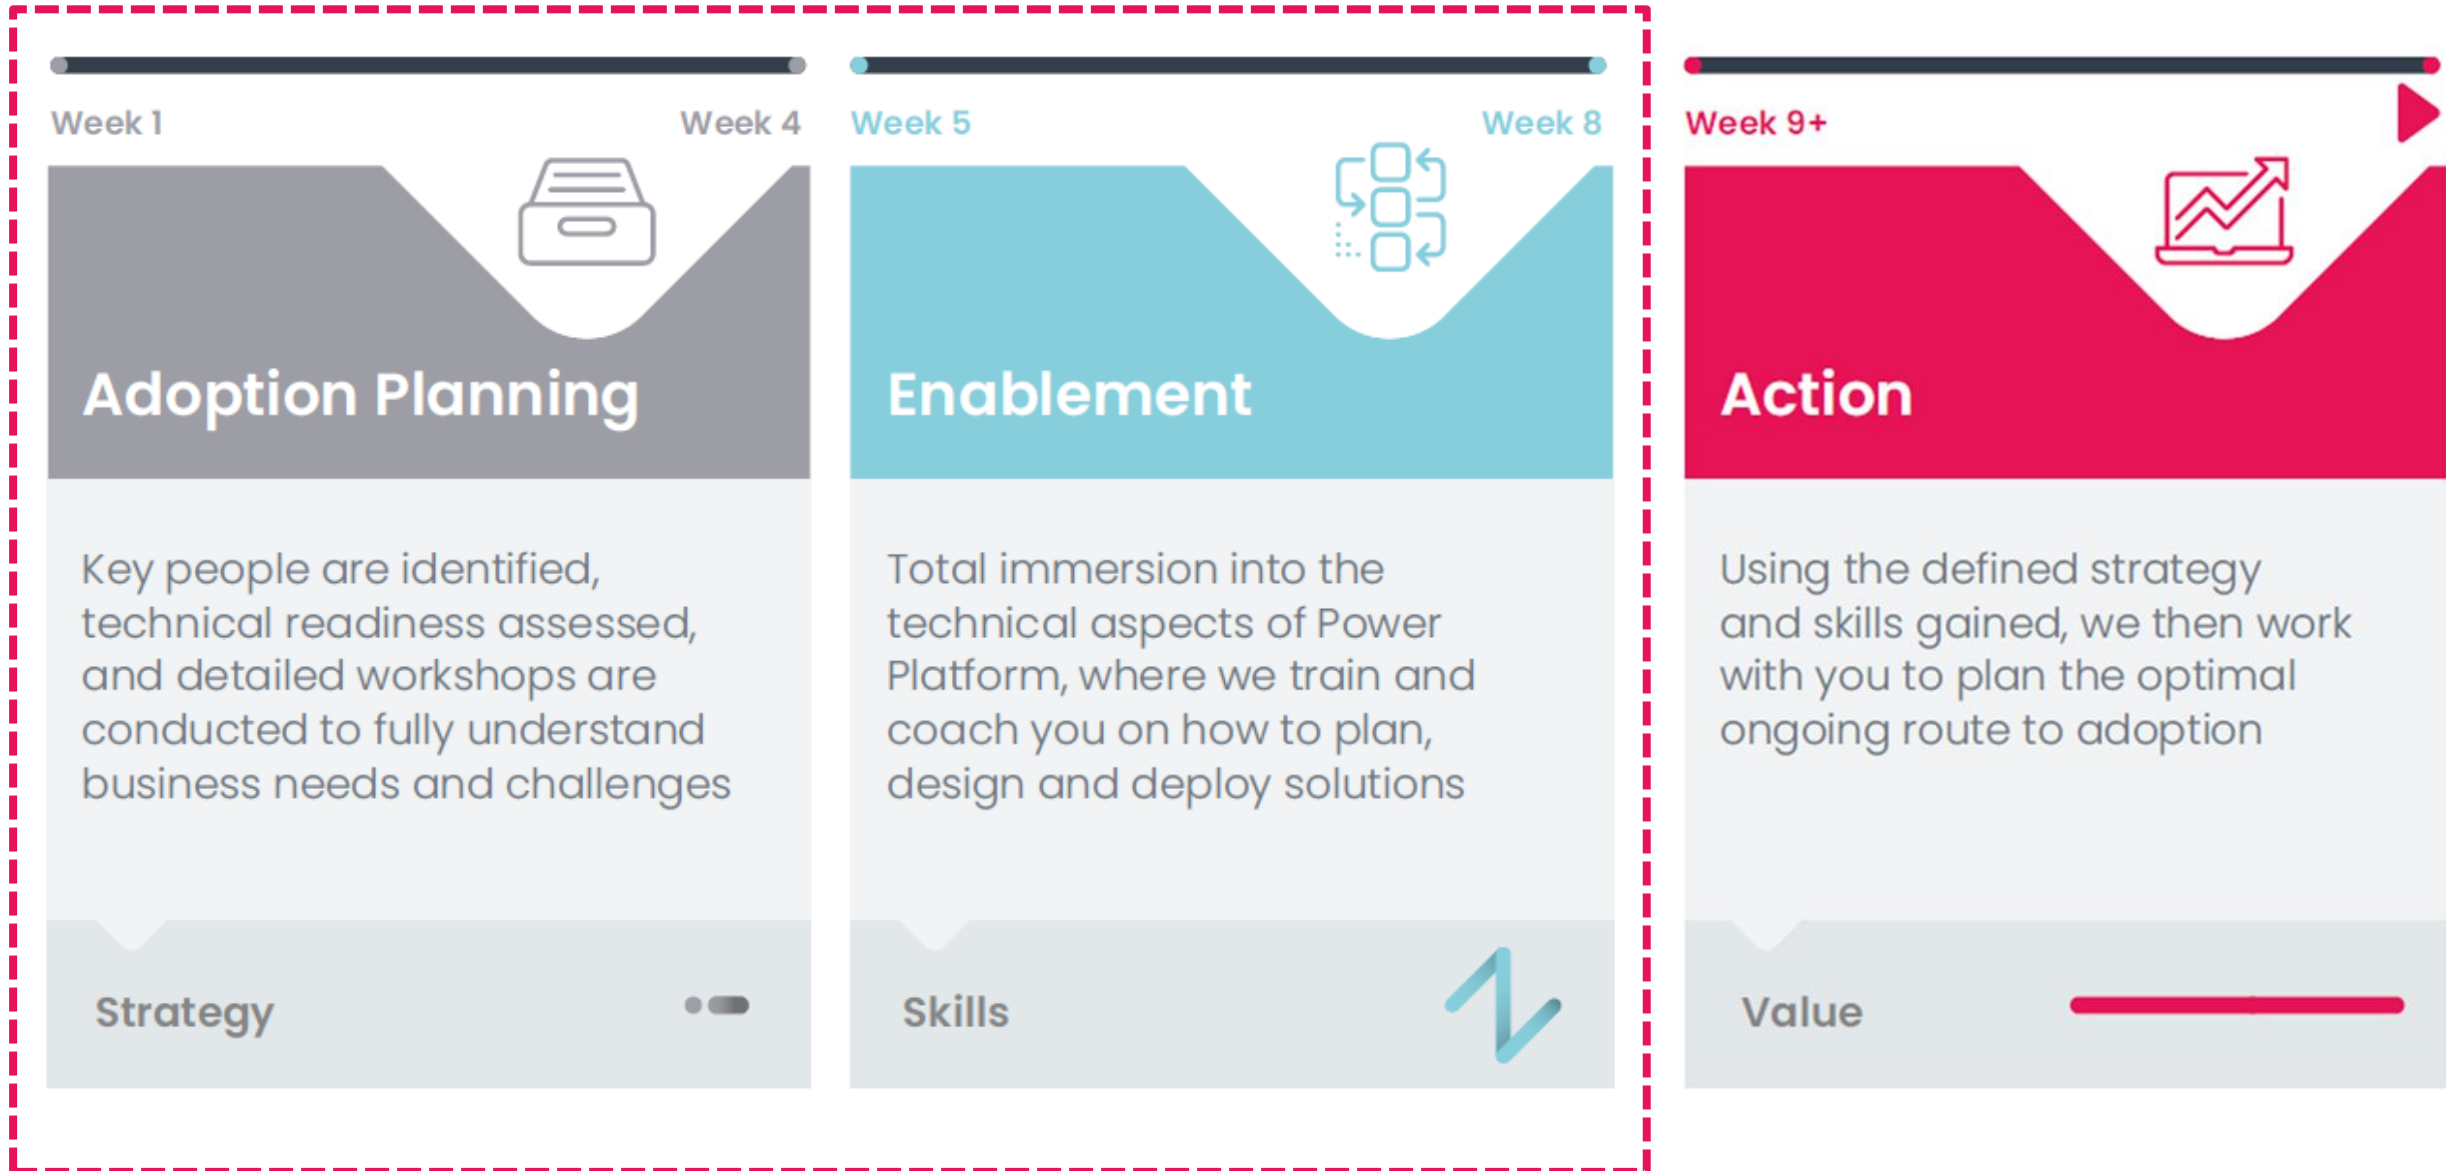 Week 1
Week 4
Adoption Planning
Key people are identified,
technical readiness assessed,
and detailed workshops are
conducted to fully understand
business needs and challenges
Strategy
Week 5
Week 8
Enablement
Total immersion into the
technical aspects of Power
Platform, where we train and
coach you on how to plan,
design and deploy solutions
Skills
Week 9+
Action
Using the defined strategy
and skills gained, we then work
with you to plan the optimal
ongoing route to adoption
Value